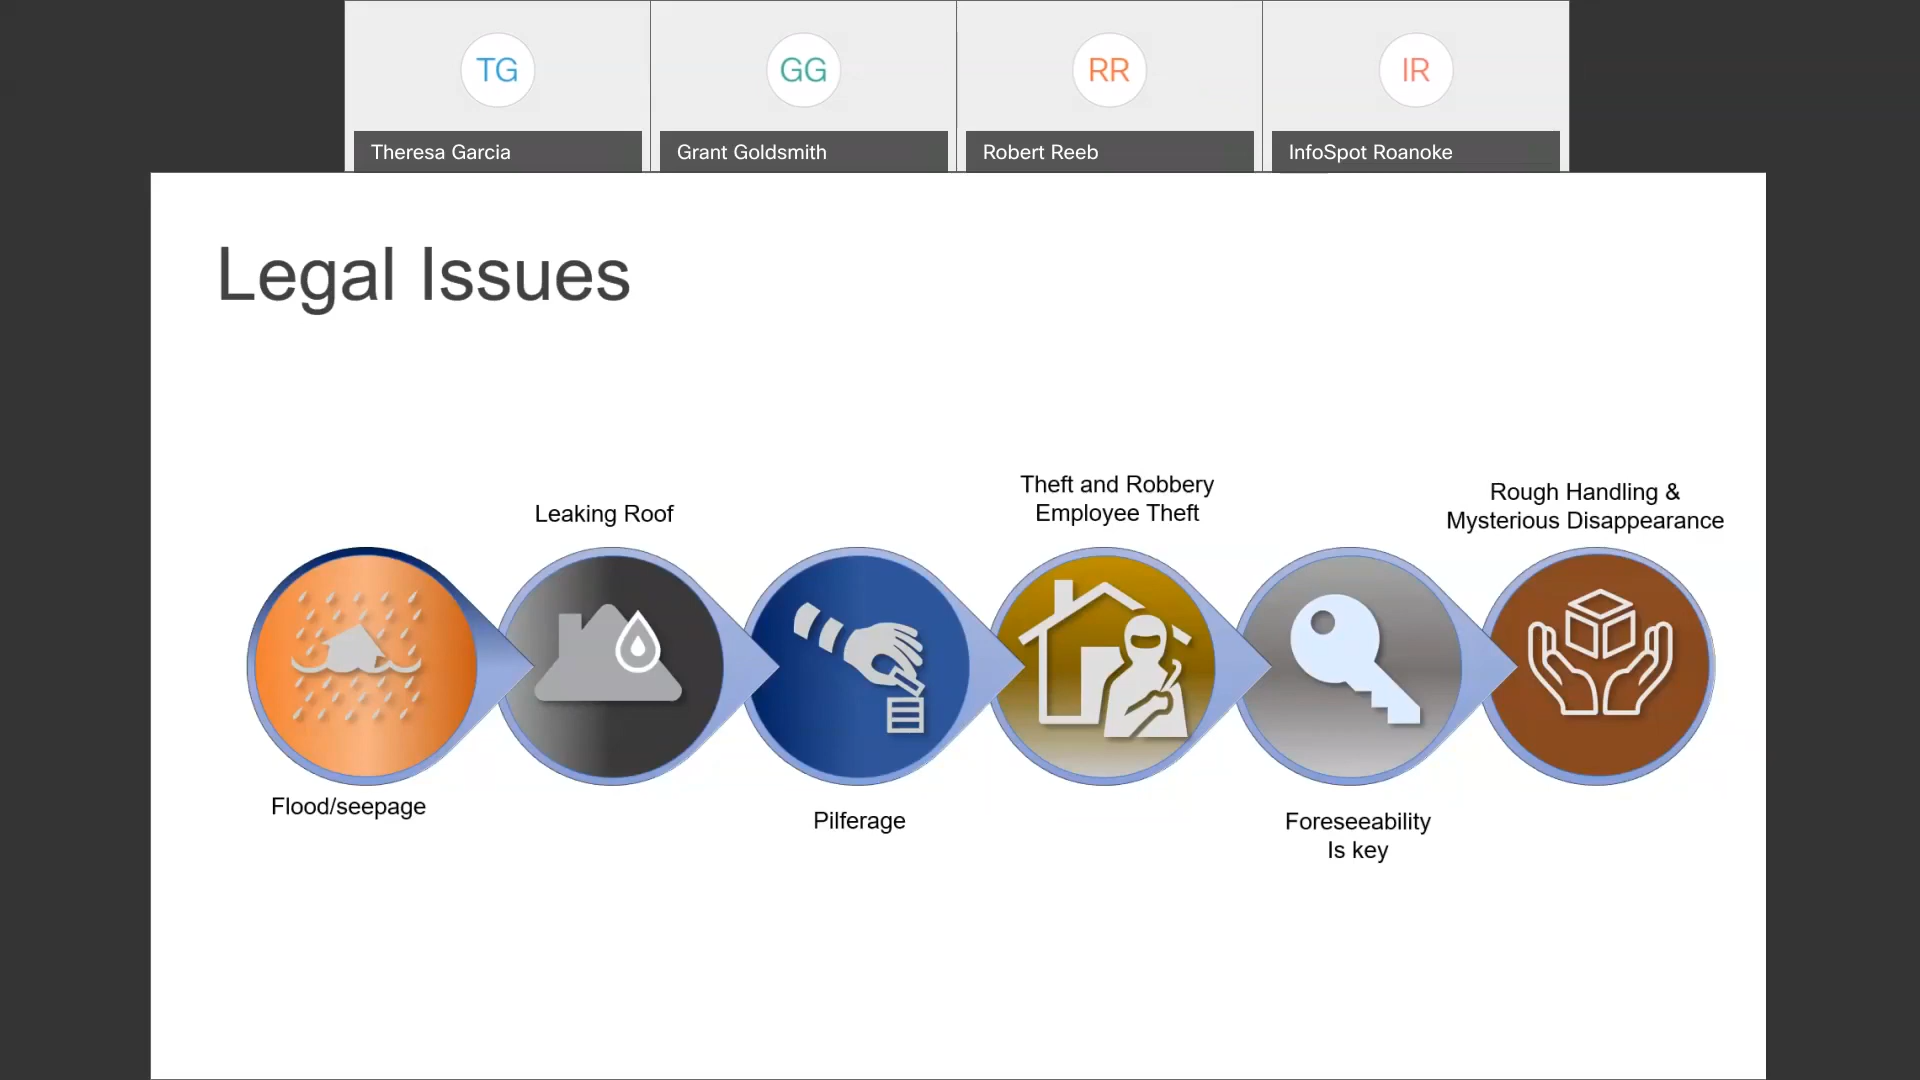 TG
GG
RR
IR
Theresa Garcia
Grant Goldsmith
Robert Reeb
InfoSpot Roanoke
Legal Issues
Flood/seepage
Leaking Roof
Pilferage
Theft and Robbery
Employee Theft
Foreseeability
Is key
Rough Handling &
Mysterious Disappearance